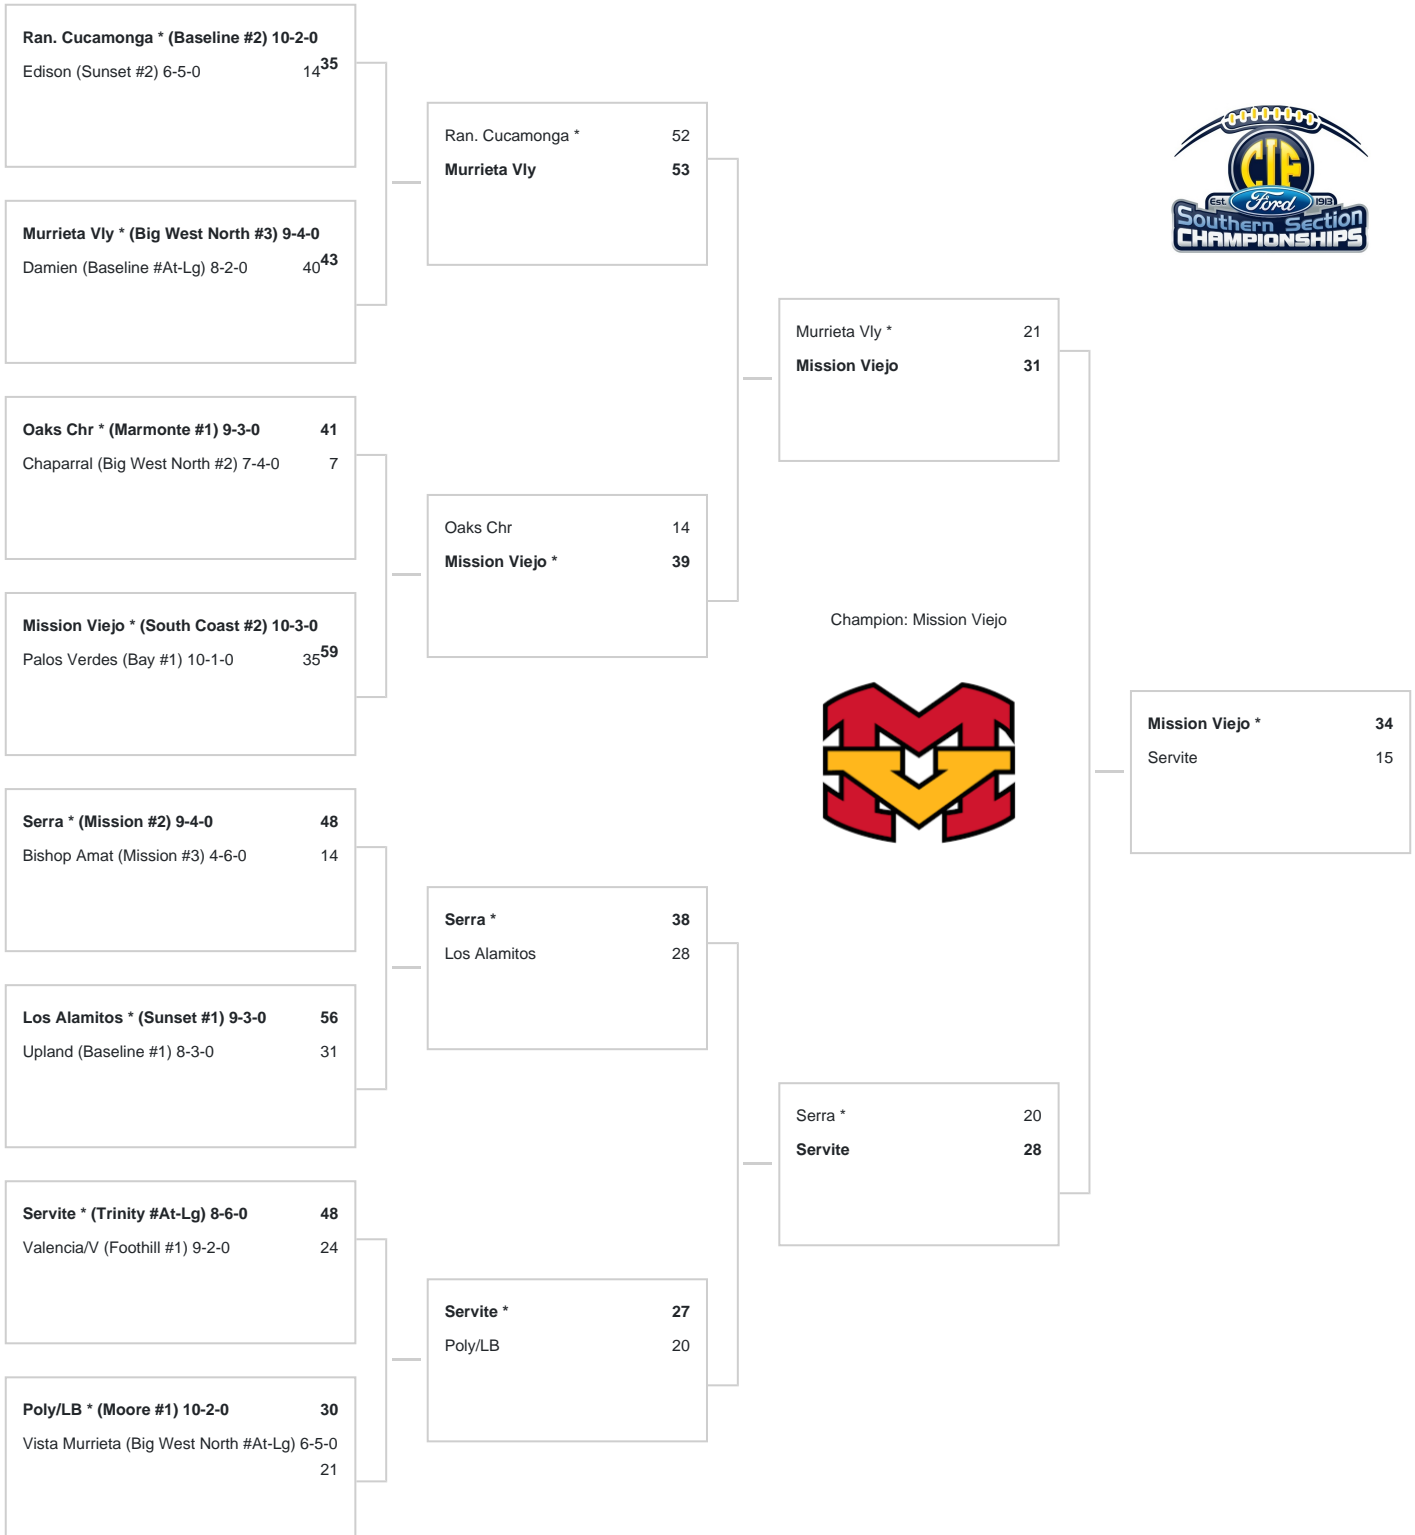 Ran. Cucamonga * (Baseline #2) 10-2-0 35
Edison (Sunset #2) 6-5-0 14
Murrieta Vly * (Big West North #3) 9-4-0 43
Damien (Baseline #At-Lg) 8-2-0 40
Oaks Chr * (Marmonte #1) 9-3-0 41
Chaparral (Big West North #2) 7-4-0 7
Mission Viejo * (South Coast #2) 10-3-0 59
Palos Verdes (Bay #1) 10-1-0 35
Serra * (Mission #2) 9-4-0 48
Bishop Amat (Mission #3) 4-6-0 14
Los Alamitos * (Sunset #1) 9-3-0 56
Upland (Baseline #1) 8-3-0 31
Servite * (Trinity #At-Lg) 8-6-0 48
Valencia/V (Foothill #1) 9-2-0 24
Poly/LB * (Moore #1) 10-2-0 30
Vista Murrieta (Big West North #At-Lg) 6-5-0
21
Ran. Cucamonga * 52
Murrieta Vly 53
Oaks Chr 14
Mission Viejo * 39
Serra * 38
Los Alamitos 28
Servite * 27
Poly/LB 20
Murrieta Vly * 21
Mission Viejo 31
Serra * 20
Servite 28
Champion: Mission Viejo
MV
Mission Viejo * 34
Servite 15
CIF
Est. Ford 1913
Southern Section
CHAMPIONSHIPS